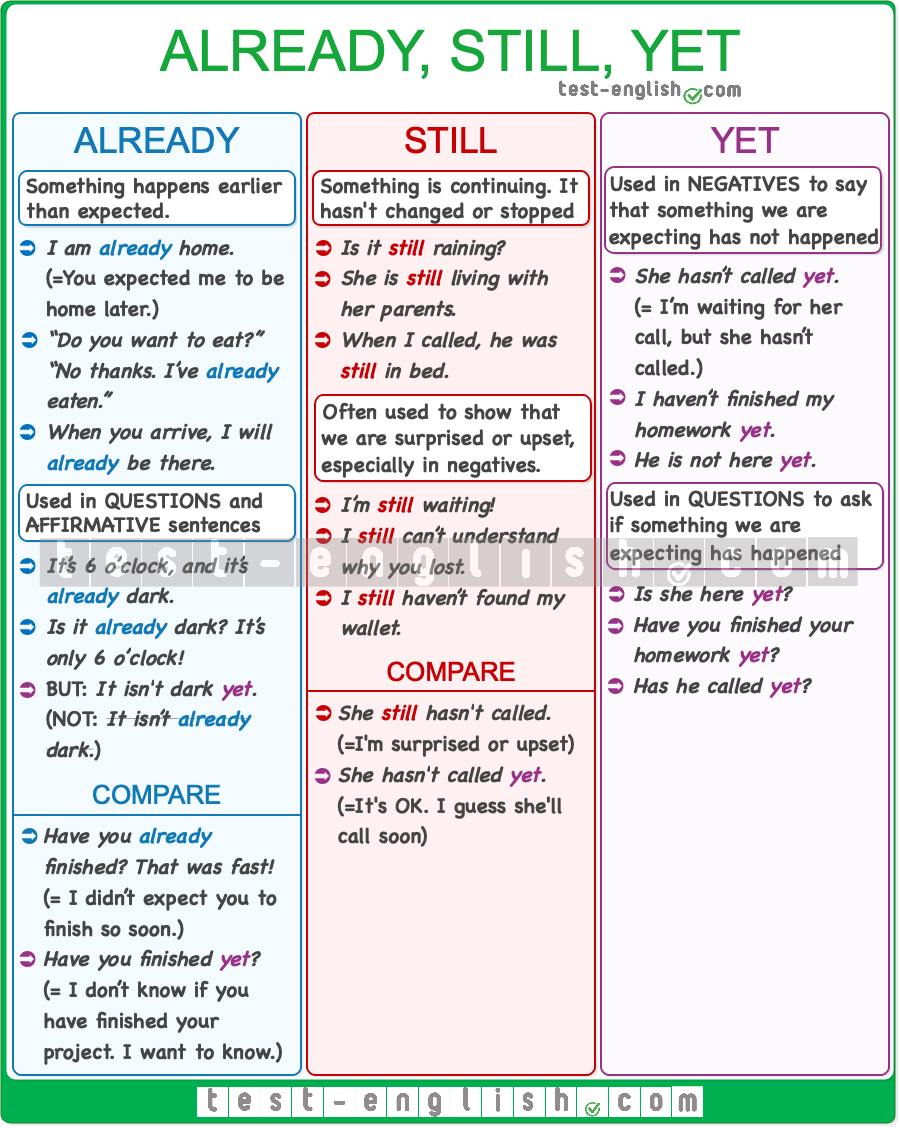 ALREADY, STILL, YET
test-english.com
ALREADY
Something happens earlier
than expected.
I am already home.
(=You expected me to be
home later.)
“Do you want to eat?”
“No thanks. I’ve already
eaten.”
When you arrive, I will
already be there.
Used in QUESTIONS and
AFFIRMATIVE sentences
It’s 6 o’clock, and it’s
already dark.
Is it already dark? It’s
only 6 o’clock!
BUT: It isn't dark yet.
(NOT: It isn’t already
dark.)
COMPARE
Have you already
finished? That was fast!
(= I didn’t expect you to
finish so soon.)
Have you finished yet?
(= I don’t know if you
have finished your
project. I want to know.)
STILL
Something is continuing. It
hasn't changed or stopped
Is it still raining?
She is still living with
her parents.
When I called, he was
still in bed.
Often used to show that
we are surprised or upset,
especially in negatives.
I’m still waiting!
I still can’t understand
why you lost.
I still haven’t found my
wallet.
COMPARE
She still hasn't called.
(=I'm surprised or upset)
She hasn't called yet.
(=It's OK. I guess she'll
call soon)
YET
Used in NEGATIVES to say
that something we are
expecting has not happened
She hasn’t called yet.
(= I’m waiting for her
call, but she hasn’t
called.)
I haven’t finished my
homework yet.
He is not here yet.
Used in QUESTIONS to ask
if something we are
expecting has happened
Is she here yet?
Have you finished your
homework yet?
Has he called yet?
test-english.com
test-english.com